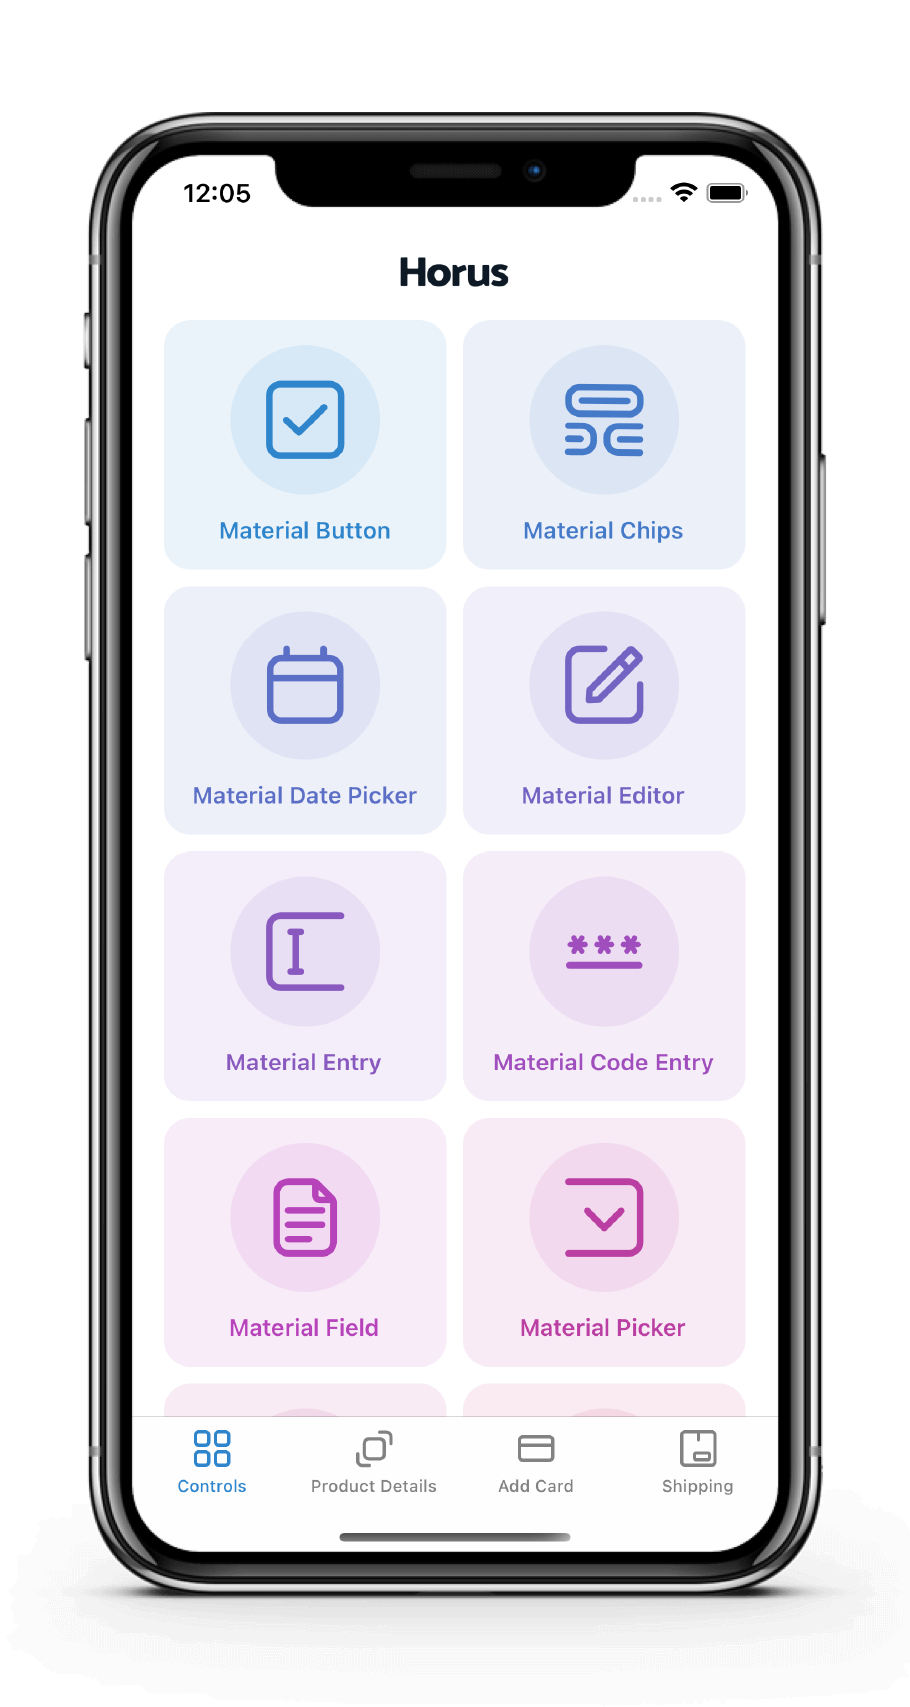 12:05
Horus
Material Button
Material Chips
Material Date Picker
Material Editor
Material Entry
***
Material Code Entry
Material Field
Material Picker
Controls
Product Details
Add Card
Shipping